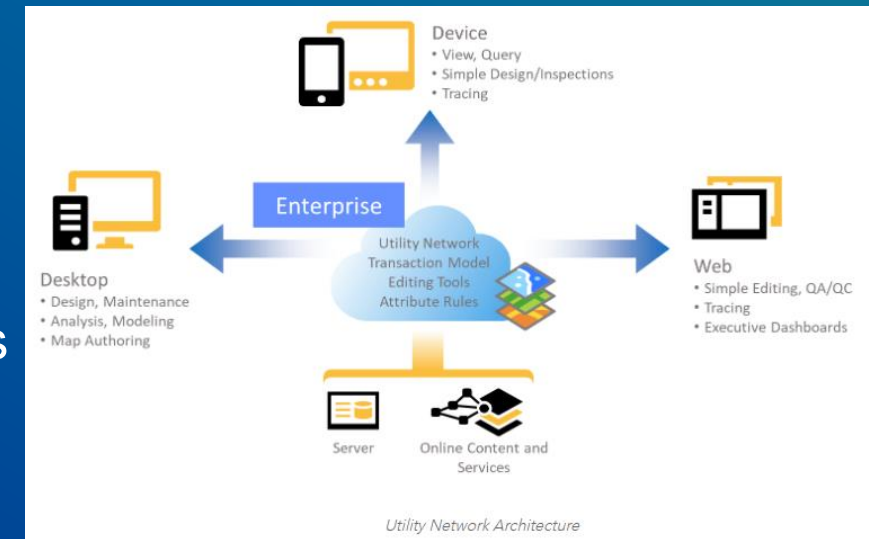 Device
• View, Query
• Simple Design/Inspections
• Tracing
Enterprise
Utility Network
Transaction Model
Editing Tools
Attribute Rules
Desktop
• Design, Maintenance
• Analysis, Modeling
• Map Authoring
Web
• Simple Editing, QA/QC
• Tracing
• Executive Dashboards
s
Server
Online Content and
Services
Utility Network Architecture